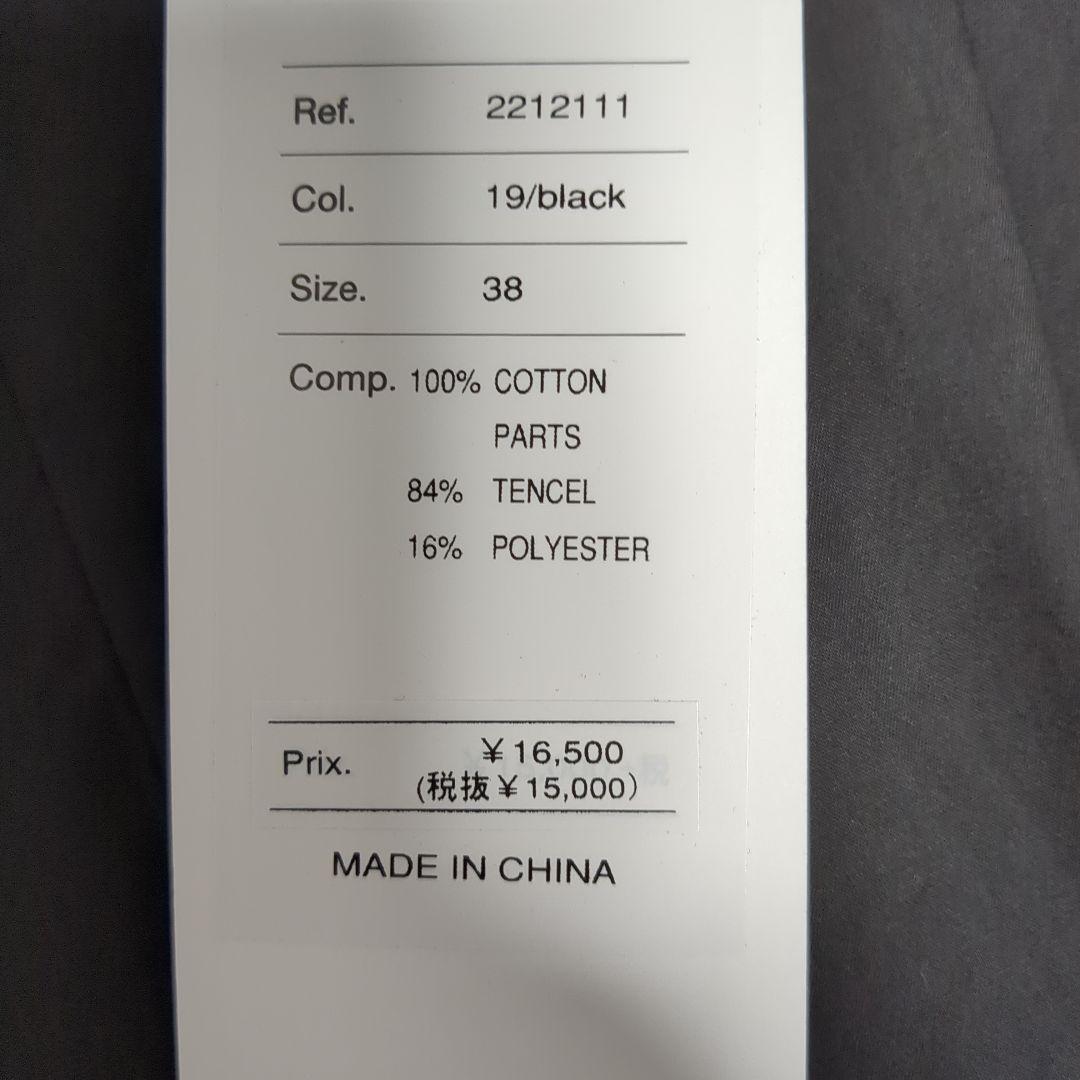 Ref. 2212111
Col. 19/black
Size. 38
Comp. 100% COTTON
PARTS
84% TENCEL
16% POLYESTER
Prix. ¥16,500
(税抜¥15,000)
MADE IN CHINA